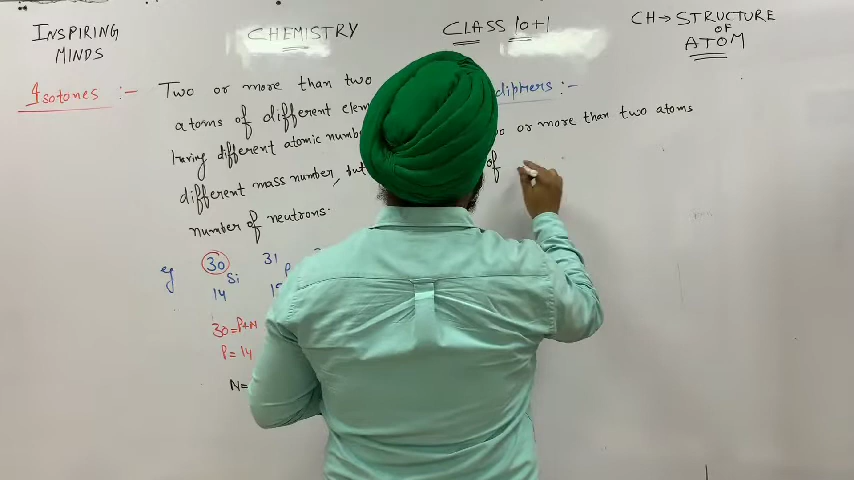 INSPIRING
MINDS
CHEMISTRY
CLASS 10+1
CH→ STRUCTURE
OF
ATOM
Isotones :-
Two or more than two
atoms of different
having different atomic
different mass number, but
number of neutrons.
eg
30
Si
14
31
P
30 = P+N
P = 14
N=
:-
or more than two atoms
of